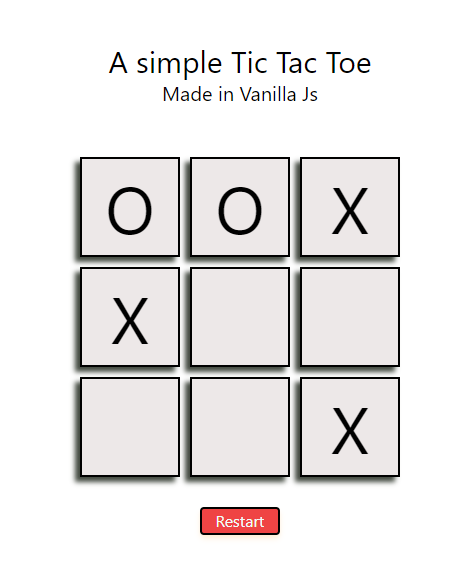 A simple Tic Tac Toe
Made in Vanilla Js
O O X
X
X
Restart